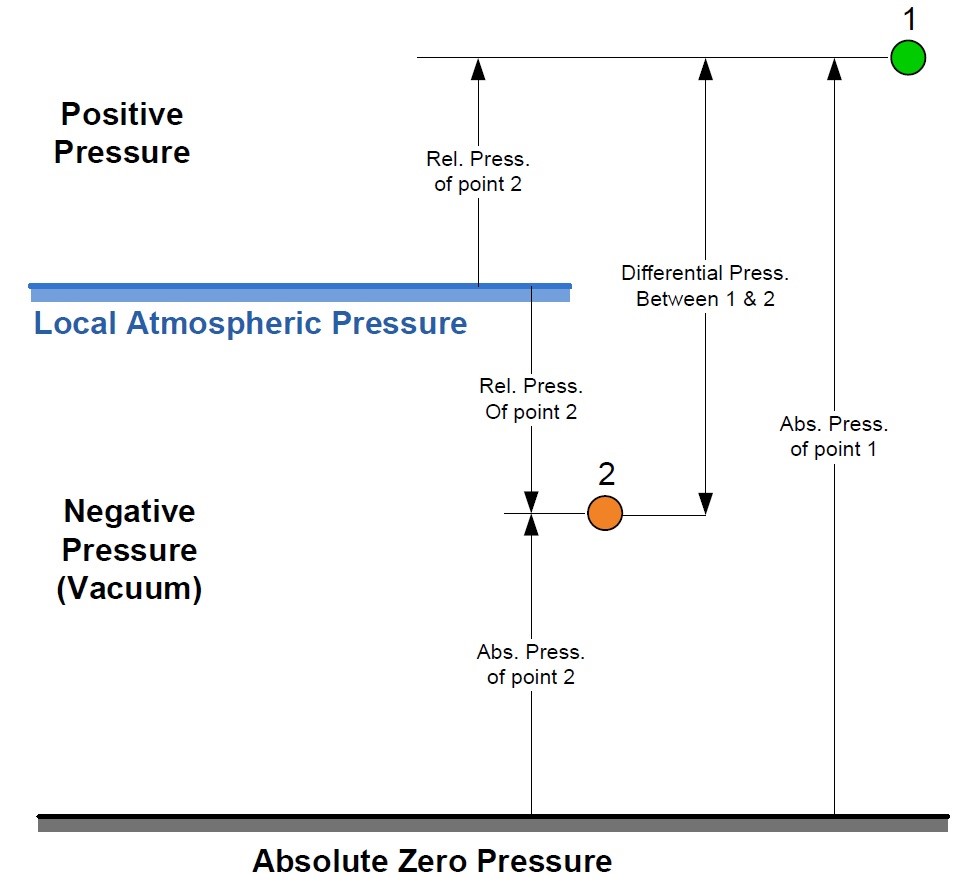 1
Positive
Pressure
Rel. Press.
of point 2
Differential Press.
Between 1 & 2
Local Atmospheric Pressure
Rel. Press.
Of point 2
Abs. Press.
of point 1
2
Negative
Pressure
(Vacuum)
Abs. Press.
of point 2
Absolute Zero Pressure